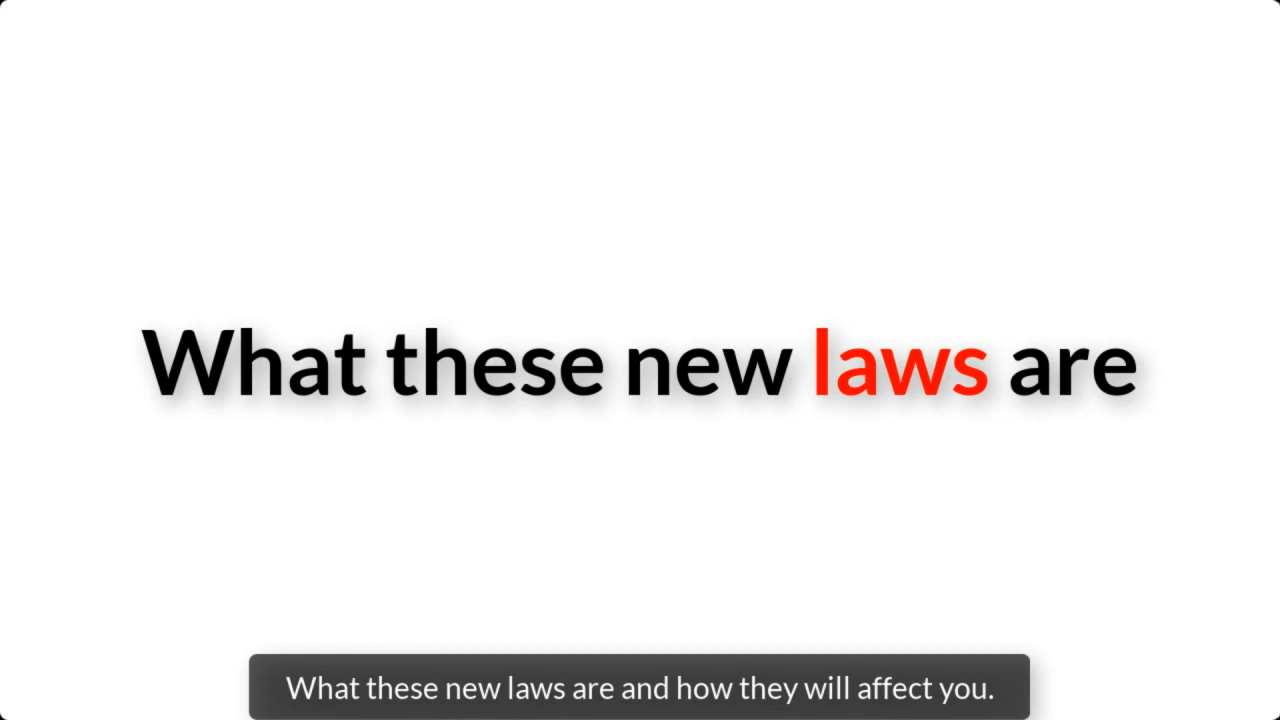 What these new laws are
What these new laws are and how they will affect you.